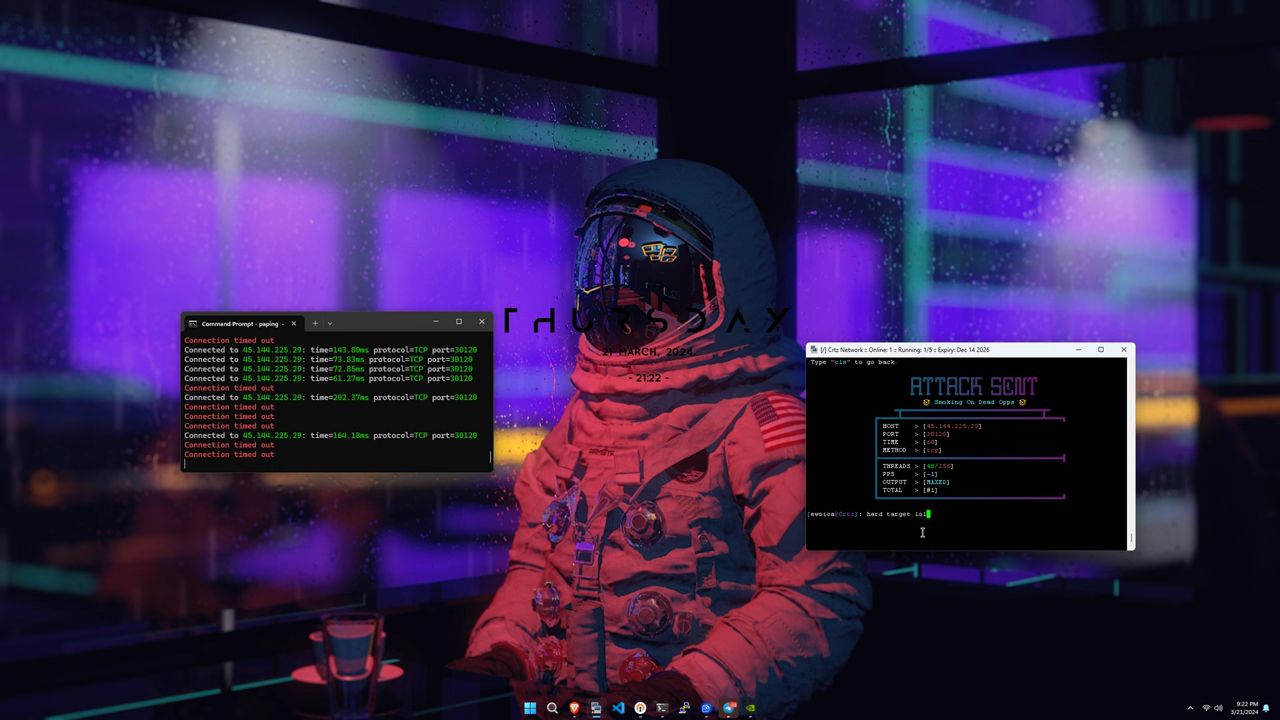 Command Prompt - paping -
Connection timed out
Connected to 45.144.225.29: time=143.80ms protocol=TCP port=30120
Connected to 45.144.225.29: time=73.83ms protocol=TCP port=30120
Connected to 45.144.225.29: time=72.85ms protocol=TCP port=30120
Connected to 45.144.225.29: time=61.27ms protocol=TCP port=30120
Connection timed out
Connected to 45.144.225.29: time=202.37ms protocol=TCP port=30120
Connection timed out
Connection timed out
Connection timed out
Connected to 45.144.225.29: time=164.18ms protocol=TCP port=30120
Connection timed out
Connection timed out
THURSDAY
21 MARCH, 2024.
- 21:22 -
[/] Crtz Network :: Online: 1 :: Running: 1/5 :: Expiry: Dec 14 2026
Type "cls" to go back
ATTACK SENT
Smoking On Dead Opps
HOST > [45.144.225.29]
PORT > [30120]
TIME > [60]
METHOD > [tcp]
THREADS > [48/256]
PPS > [-1]
OUTPUT > [MAXED]
TOTAL > [#1]
[ewoica@Crtz]: hard target lol
9:22 PM
3/21/2024